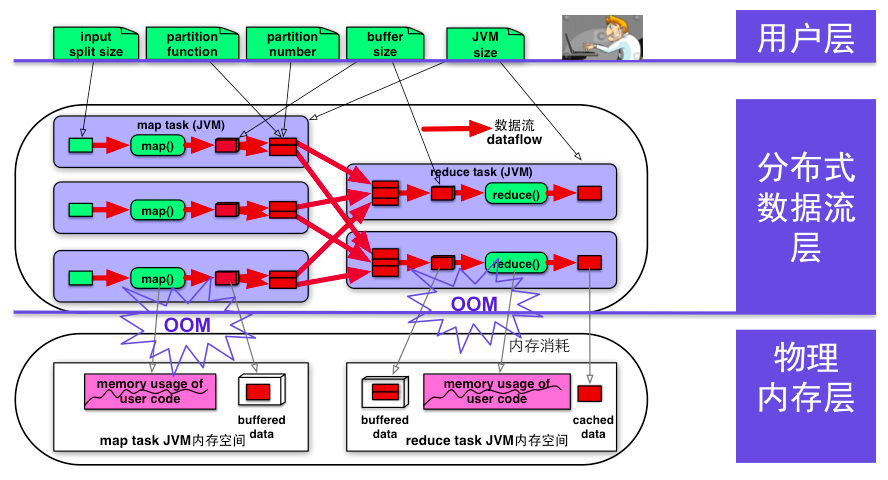 input
split size
partition
function
partition
number
buffer
size
JVM
size
用户层
map task (JVM)
map()
数据流
dataflow
reduce task (JVM)
reduce()
map()
map()
reduce()
分布式
数据流
层
OOM
OOM
内存消耗
物理
内存层
memory usage of
user code
buffered
data
map task JVM内存空间
memory usage of
user code
buffered
data
cached
data
reduce task JVM内存空间